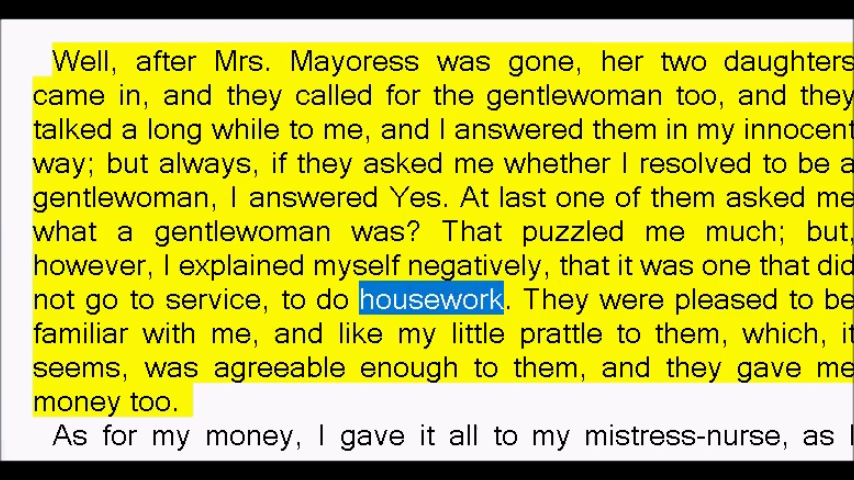 Well, after Mrs. Mayoress was gone, her two daughters
came in, and they called for the gentlewoman too, and they
talked a long while to me, and I answered them in my innocent
way; but always, if they asked me whether I resolved to be a
gentlewoman, I answered Yes. At last one of them asked me
what a gentlewoman was? That puzzled me much; but,
however, I explained myself negatively, that it was one that did
not go to service, to do housework. They were pleased to be
familiar with me, and like my little prattle to them, which, it
seems, was agreeable enough to them, and they gave me
money too.
As for my money, I gave it all to my mistress-nurse, as I